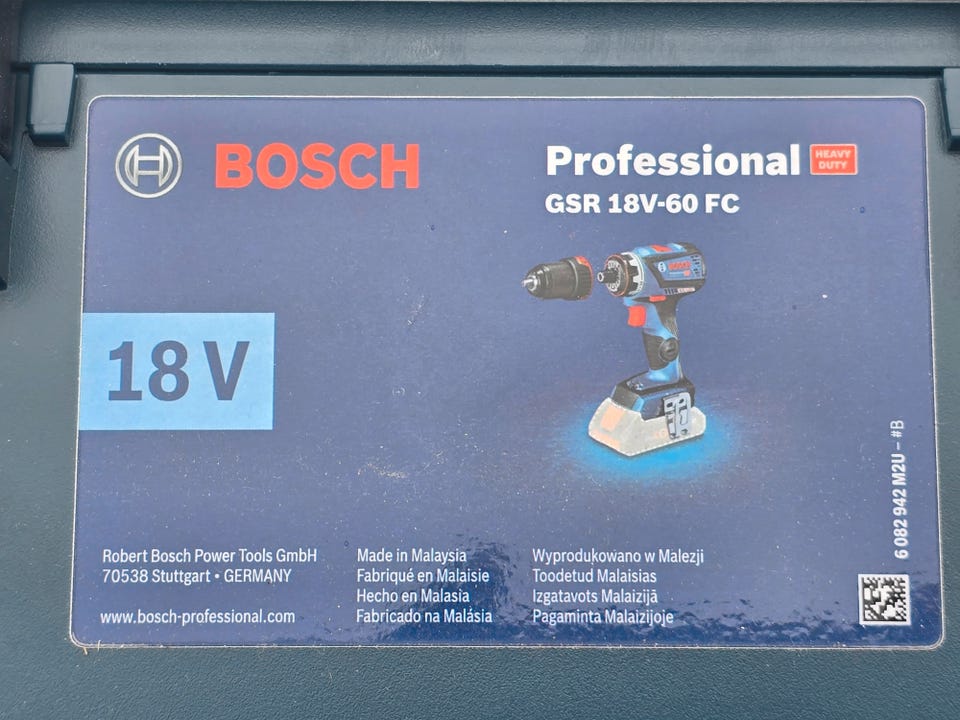 BOSCH
Professional HEAVY DUTY
GSR 18V-60 FC
BOSCH
18 V
6 082 942 M2U – #B
Robert Bosch Power Tools GmbH
70538 Stuttgart • GERMANY
www.bosch-professional.com
Made in Malaysia
Fabriqué en Malaisie
Hecho en Malasia
Fabricado na Malásia
Wyprodukowano w Malezji
Toodetud Malaisias
Izgatavots Malaizijā
Pagaminta Malaizijoje